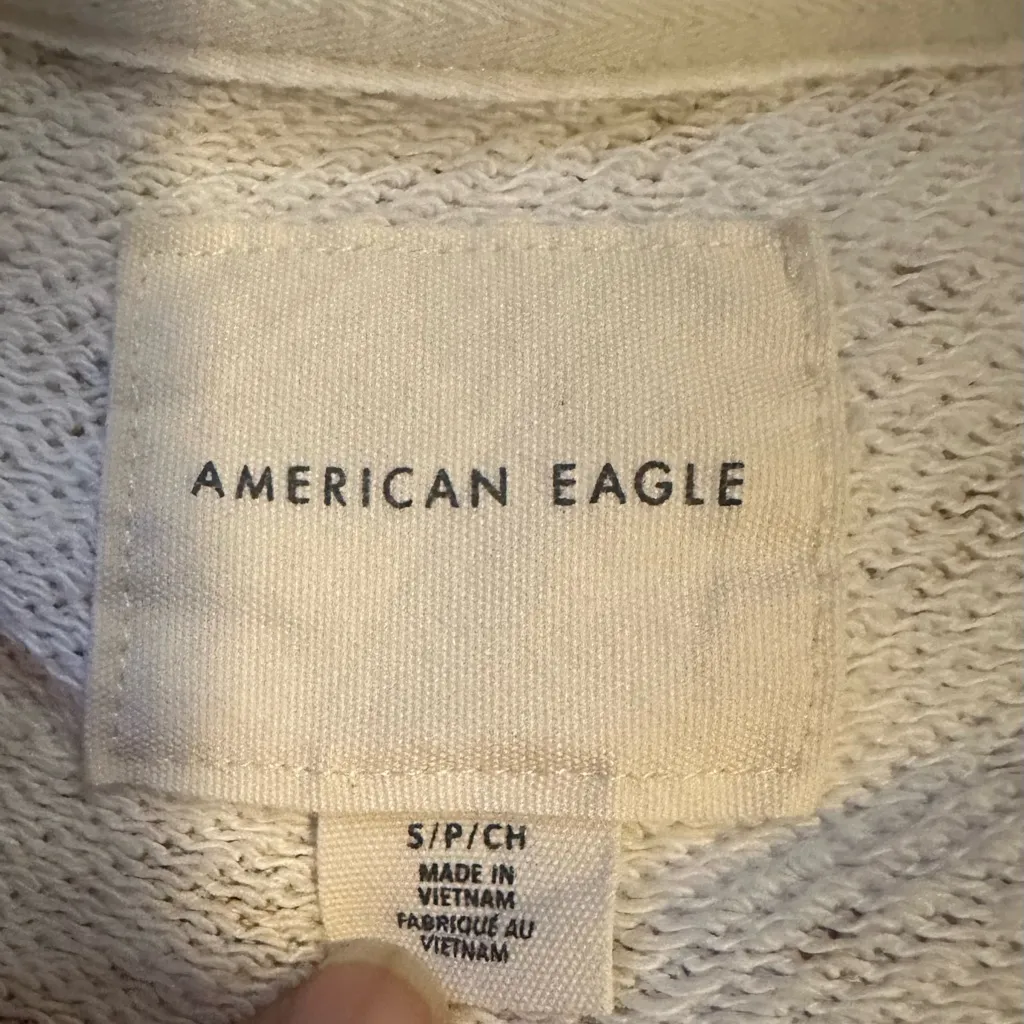 AMERICAN EAGLE
S/P/CH
MADE IN
VIETNAM
FABRIQUÉ AU
VIETNAM